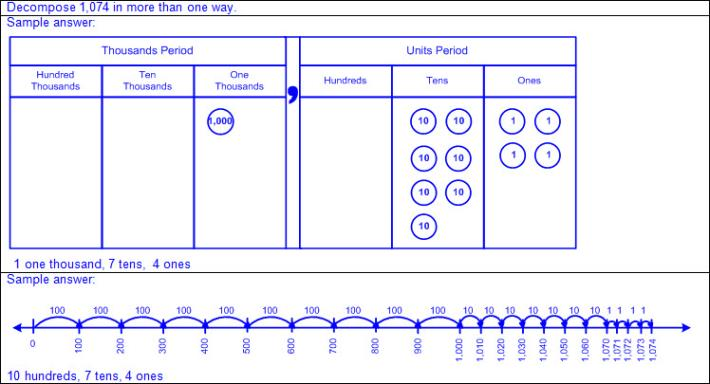 Decompose 1,074 in more than one way.
Sample answer:
Thousands Period , Units Period
Hundred Thousands Ten Thousands One Thousands Hundreds Tens Ones
1,000 10 10 1 1
10 10 1 1
10 10
10
1 one thousand, 7 tens, 4 ones
Sample answer:
100 100 100 100 100 100 100 100 100 100 10 10 10 10 10 10 10 1 1 1 1
0 100 200 300 400 500 600 700 800 900 1,000 1,010 1,020 1,030 1,040 1,050 1,060 1,070 1,071 1,072 1,073 1,074
10 hundreds, 7 tens, 4 ones